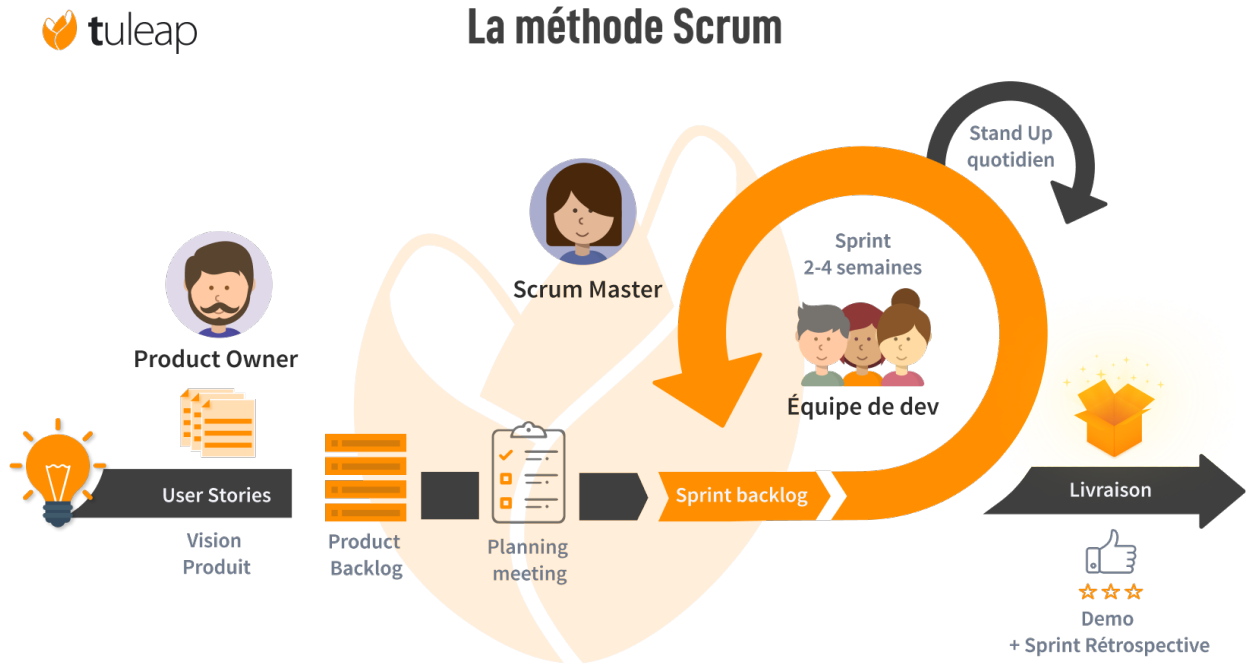 tuleap
La méthode Scrum
Stand Up
quotidien
Sprint
2-4 semaines
Scrum Master
Product Owner
Équipe de dev
User Stories
Sprint backlog
Livraison
Vision
Produit
Product
Backlog
Planning
meeting
Demo
+ Sprint Rétrospective